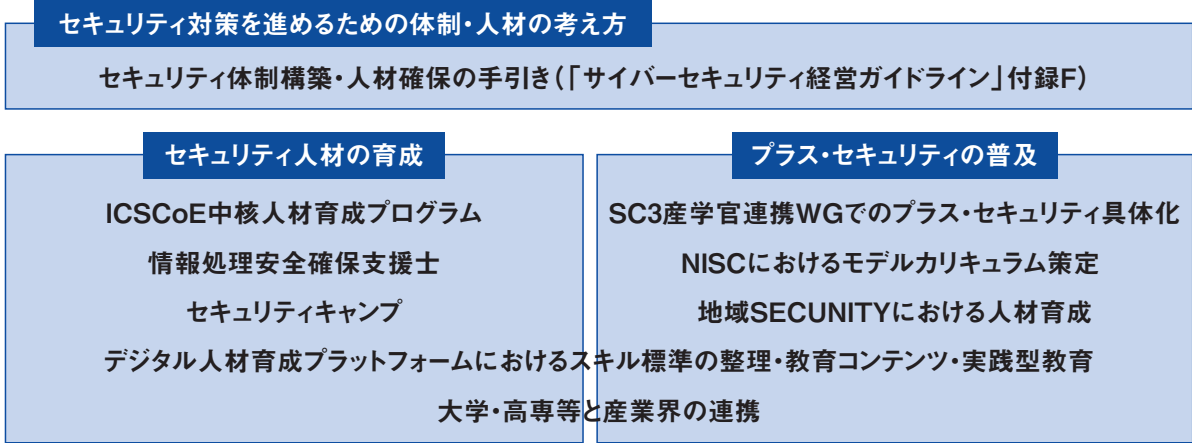 セキュリティ対策を進めるための体制・人材の考え方
セキュリティ体制構築・人材確保の手引き(「サイバーセキュリティ経営ガイドライン」付録F)
セキュリティ人材の育成
ICSCoE中核人材育成プログラム
情報処理安全確保支援士
セキュリティキャンプ
プラス・セキュリティの普及
SC3産学官連携WGでのプラス・セキュリティ具体化
NISCにおけるモデルカリキュラム策定
地域SECUNITYにおける人材育成
デジタル人材育成プラットフォームにおけるスキル標準の整理・教育コンテンツ・実践型教育
大学・高専等と産業界の連携